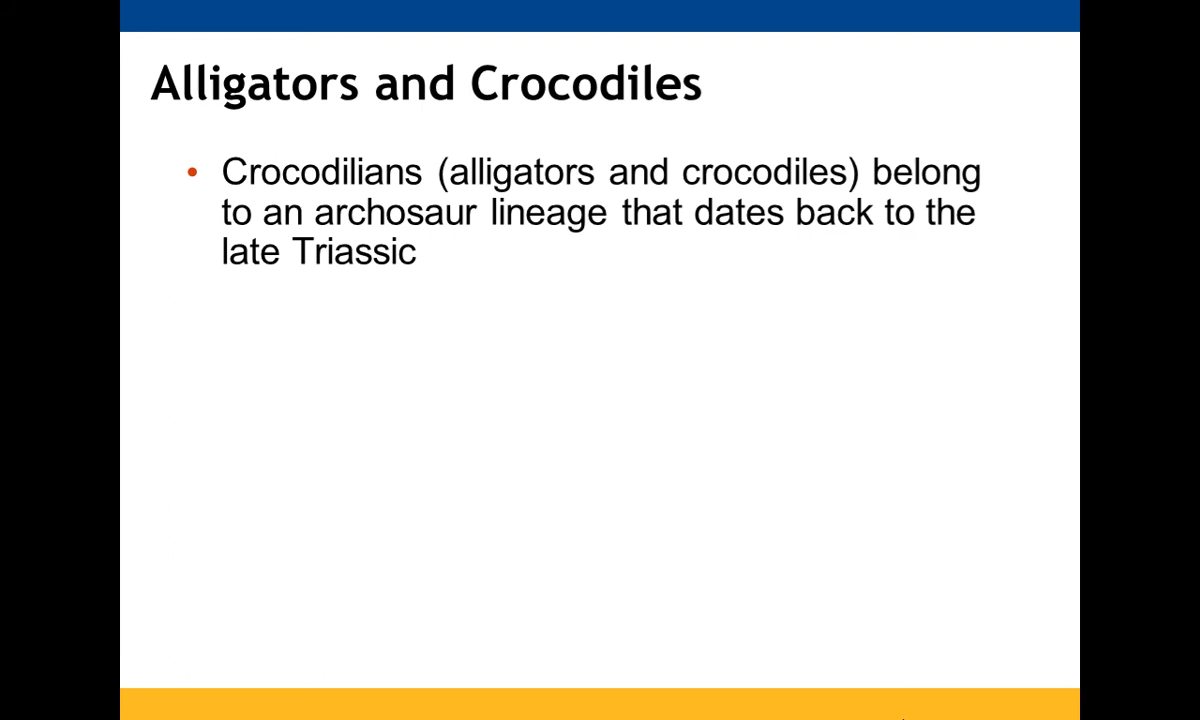 Alligators and Crocodiles
• Crocodilians (alligators and crocodiles) belong
to an archosaur lineage that dates back to the
late Triassic